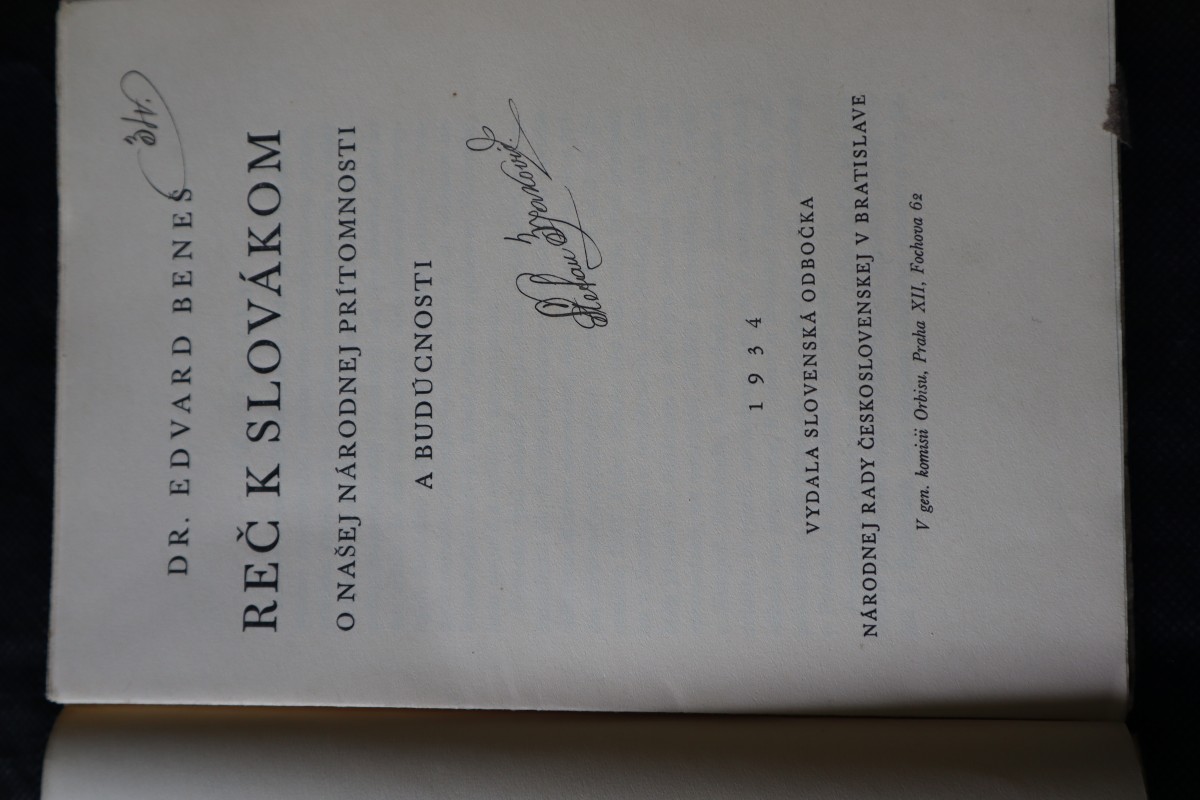 DR. EDVARD BENEŠ
REČ K SLOVÁKOM
O NAŠEJ NÁRODNEJ PRÍTOMNOSTI
A BUDÚCNOSTI
1934
VYDALA SLOVENSKÁ ODBOČKA
NÁRODNEJ RADY ČESKOSLOVENSKEJ V BRATISLAVE
V gen. komisii Orbisu, Praha XII, Fochova 62